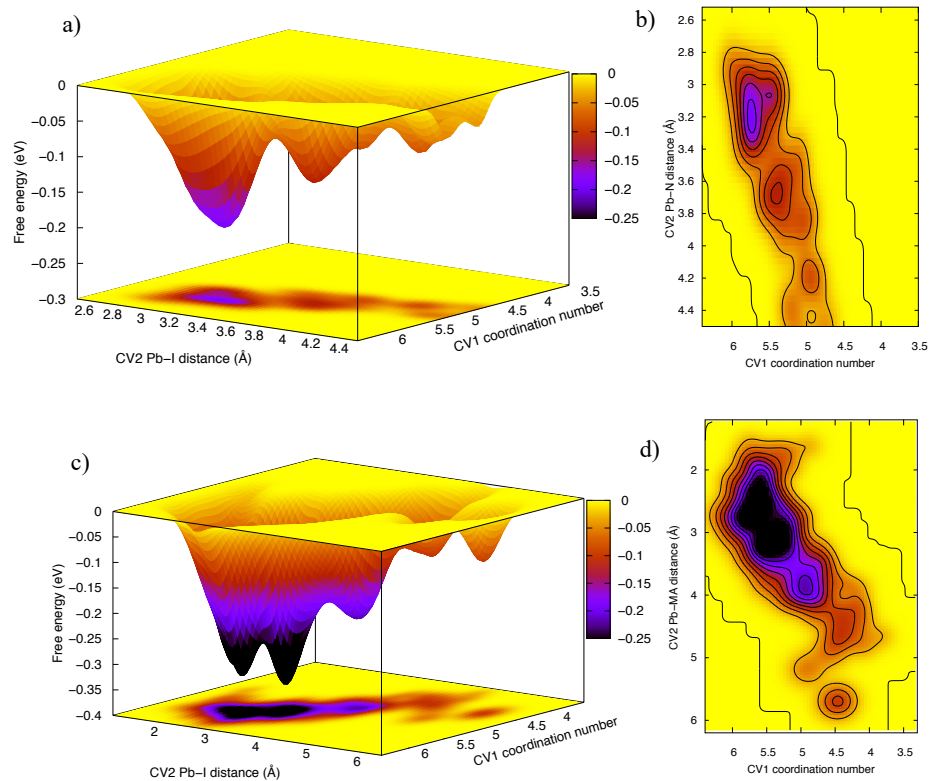 a)
0
−0.05
−0.1
−0.15
−0.2
−0.25
−0.3
Free energy (eV)
2.6 2.8 3 3.2 3.4 3.6 3.8 4 4.2 4.4
CV2 Pb−I distance (Å)
6 5.5 5 4.5 4 3.5
CV1 coordination number
0
−0.05
−0.1
−0.15
−0.2
−0.25
b)
2.6
2.8
3
3.2
3.4
3.6
3.8
4
4.2
4.4
CV2 Pb−N distance (Å)
6 5.5 5 4.5 4 3.5
CV1 coordination number
c)
0
−0.05
−0.1
−0.15
−0.2
−0.25
−0.3
−0.35
−0.4
Free energy (eV)
2 3 4 5 6
CV2 Pb−I distance (Å)
6 5.5 5 4.5 4
CV1 coordination number
0
−0.05
−0.1
−0.15
−0.2
−0.25
d)
2
3
4
5
6
CV2 Pb−MA distance (Å)
6 5.5 5 4.5 4 3.5
CV1 coordination number